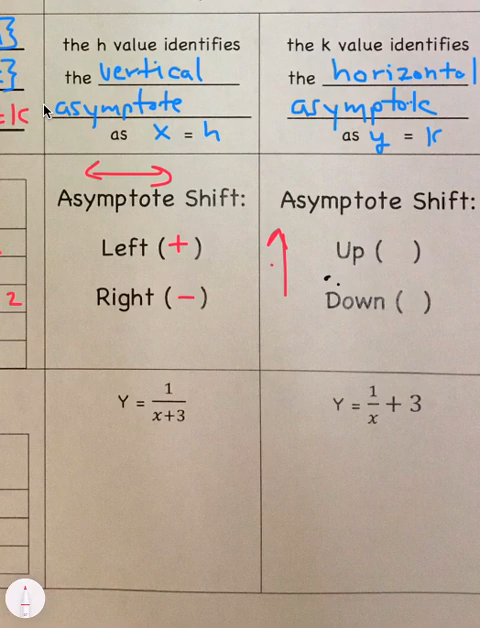 }
}
=k
2
the h value identifies
the vertical
asymptote
as x = h
Asymptote Shift:
Left (+)
Right (−)
Y = 1/(x+3)
the k value identifies
the horizontal
asymptote
as y = k
Asymptote Shift:
Up ( )
Down ( )
Y = 1/x + 3